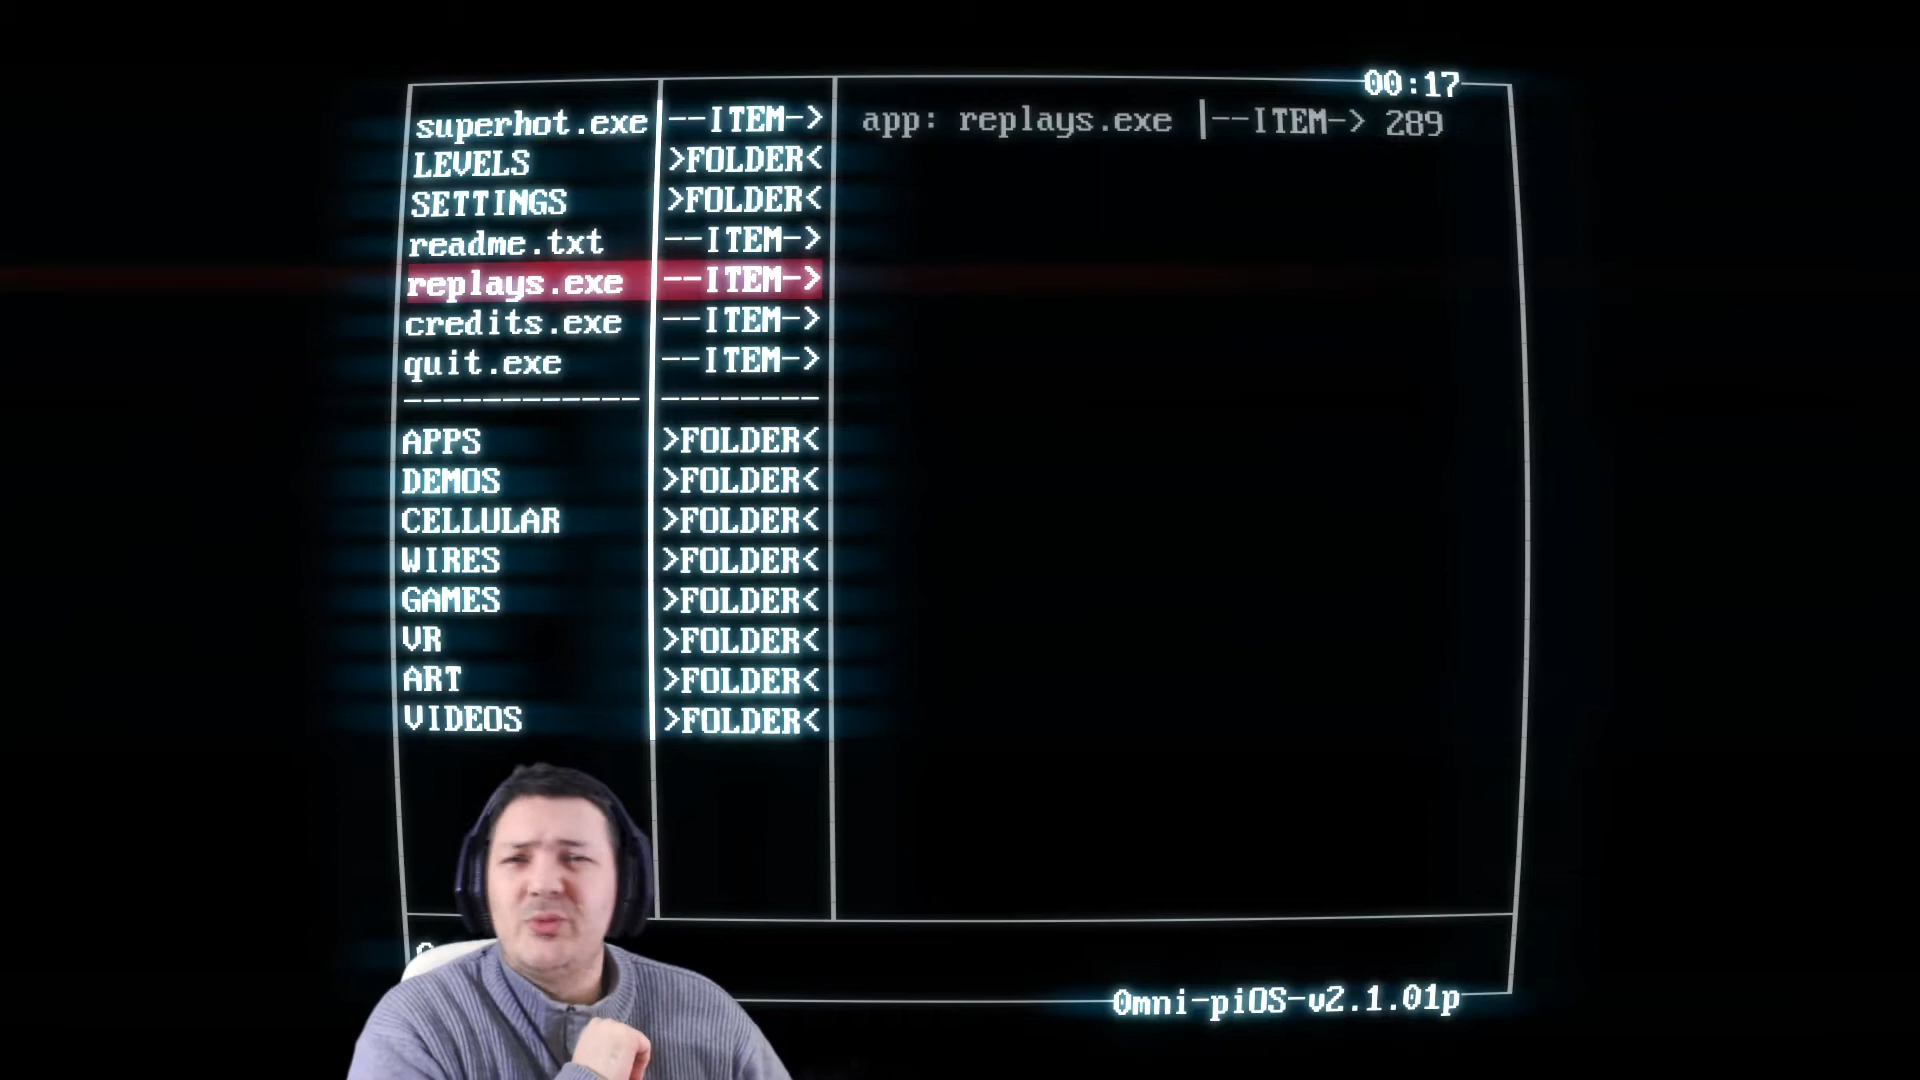 00:17
superhot.exe --ITEM-> app: replays.exe |--ITEM-> 289
LEVELS >FOLDER<
SETTINGS >FOLDER<
readme.txt --ITEM->
replays.exe --ITEM->
credits.exe --ITEM->
quit.exe --ITEM->
------------ --------
APPS >FOLDER<
DEMOS >FOLDER<
CELLULAR >FOLDER<
WIRES >FOLDER<
GAMES >FOLDER<
VR >FOLDER<
ART >FOLDER<
VIDEOS >FOLDER<
0mni-piOS-v2.1.01p